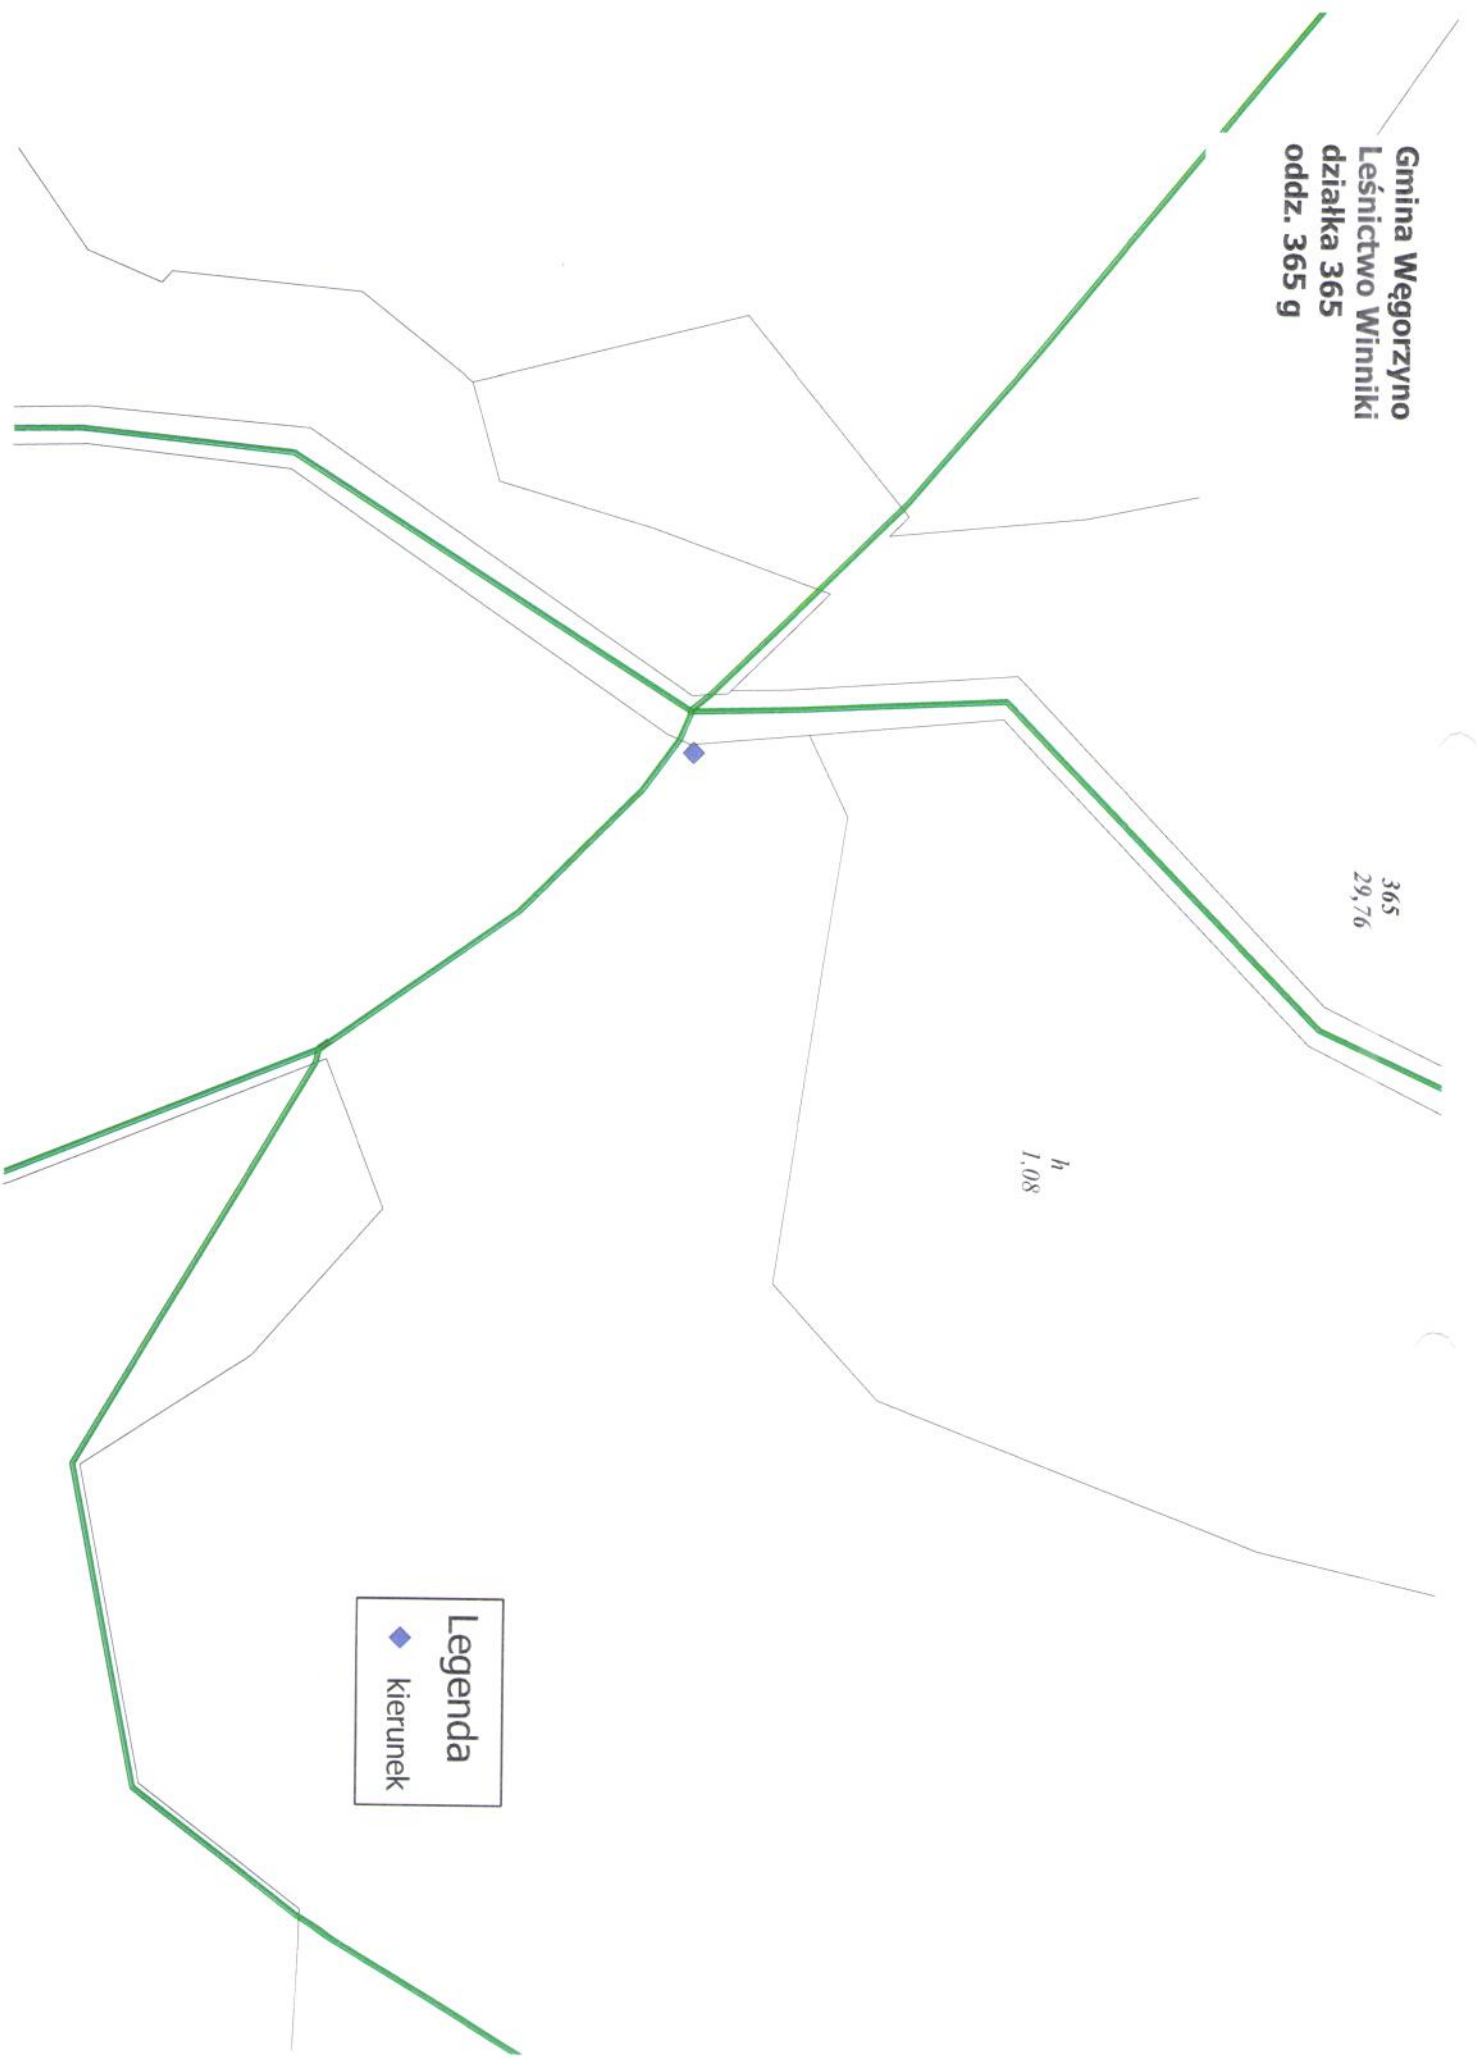 Gmina Węgorzyno
Leśnictwo Winniki
działka 365
oddz. 365 g
365
29,76
h
1,08
Legenda
kierunek